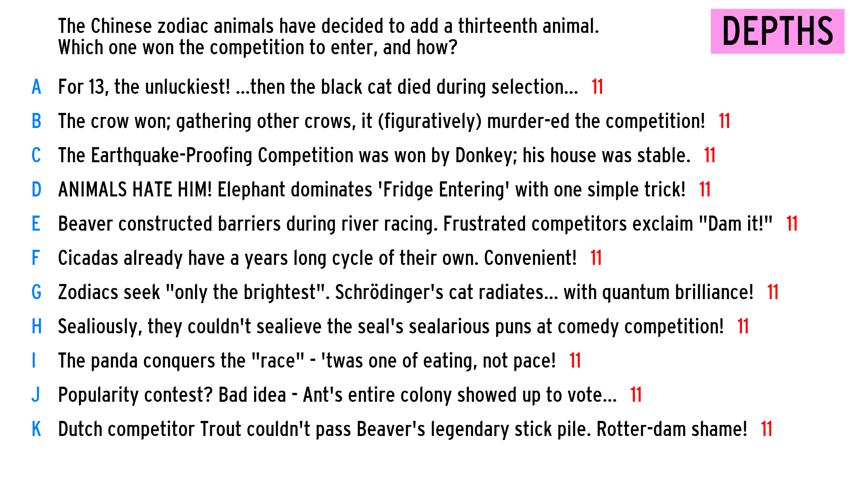 The Chinese zodiac animals have decided to add a thirteenth animal.
Which one won the competition to enter, and how?
DEPTHS
A For 13, the unluckiest! ...then the black cat died during selection... 11
B The crow won; gathering other crows, it (figuratively) murder-ed the competition! 11
C The Earthquake-Proofing Competition was won by Donkey; his house was stable. 11
D ANIMALS HATE HIM! Elephant dominates 'Fridge Entering' with one simple trick! 11
E Beaver constructed barriers during river racing. Frustrated competitors exclaim "Dam it!" 11
F Cicadas already have a years long cycle of their own. Convenient! 11
G Zodiacs seek "only the brightest". Schrödinger's cat radiates... with quantum brilliance! 11
H Sealiously, they couldn't sealieve the seal's sealarious puns at comedy competition! 11
I The panda conquers the "race" - 'twas one of eating, not pace! 11
J Popularity contest? Bad idea - Ant's entire colony showed up to vote... 11
K Dutch competitor Trout couldn't pass Beaver's legendary stick pile. Rotter-dam shame! 11